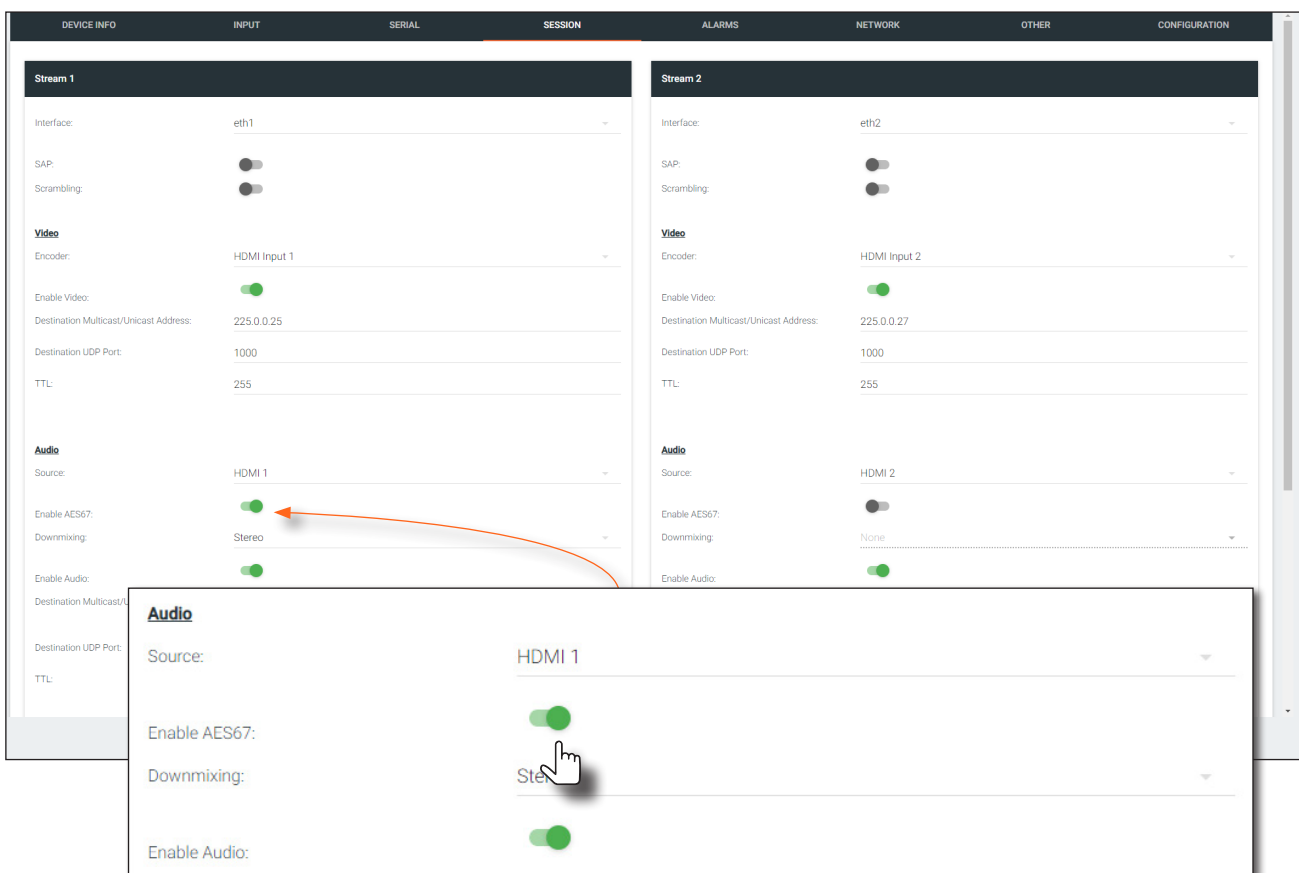 DEVICE INFO INPUT SERIAL SESSION ALARMS NETWORK OTHER CONFIGURATION
Stream 1
Interface: eth1
SAP:
Scrambling:
Video
Encoder: HDMI Input 1
Enable Video:
Destination Multicast/Unicast Address: 225.0.0.25
Destination UDP Port: 1000
TTL: 255
Audio
Source: HDMI 1
Enable AES67:
Downmixing: Stereo
Enable Audio:
Destination Multicast/
Destination UDP Port:
TTL:
Stream 2
Interface: eth2
SAP:
Scrambling:
Video
Encoder: HDMI Input 2
Enable Video:
Destination Multicast/Unicast Address: 225.0.0.27
Destination UDP Port: 1000
TTL: 255
Audio
Source: HDMI 2
Enable AES67:
Downmixing: None
Enable Audio:
Audio
Source: HDMI 1
Enable AES67:
Downmixing:
Enable Audio: